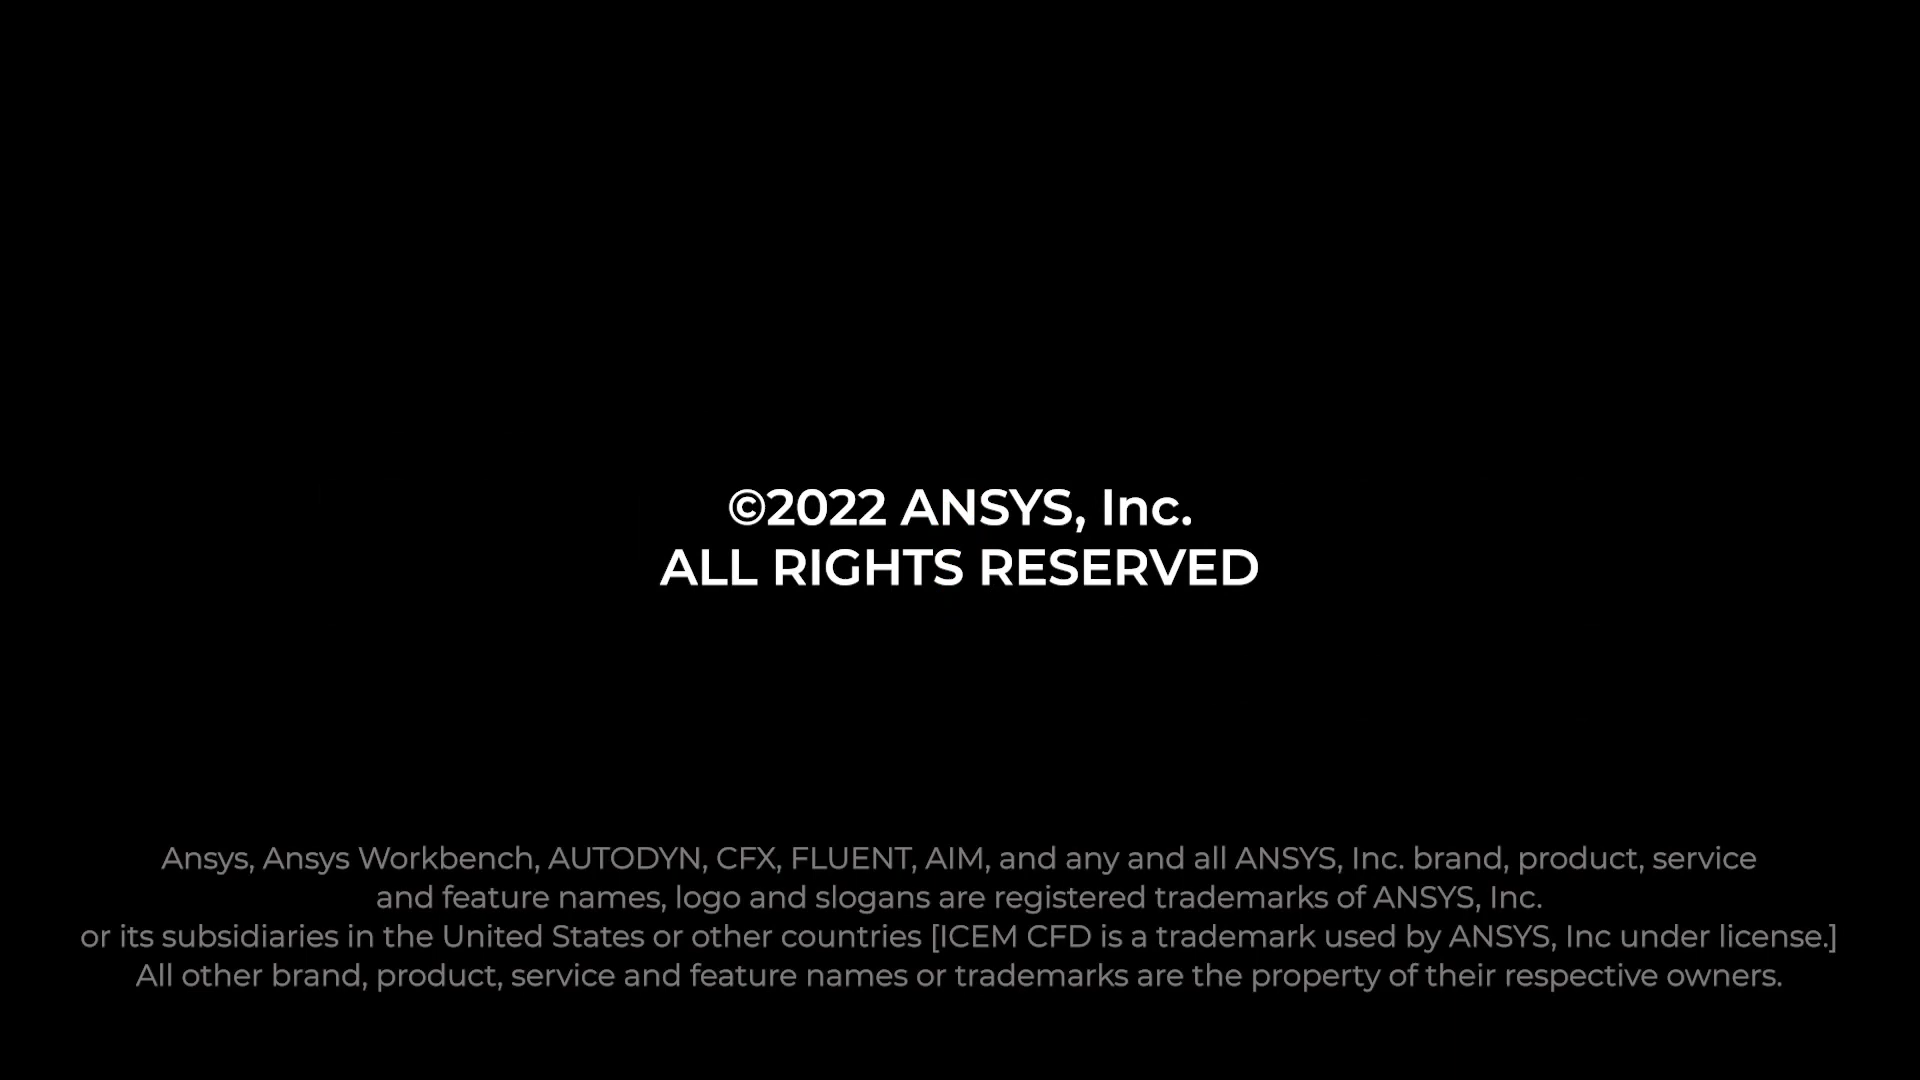 ©2022 ANSYS, Inc.
ALL RIGHTS RESERVED
Ansys, Ansys Workbench, AUTODYN, CFX, FLUENT, AIM, and any and all ANSYS, Inc. brand, product, service
and feature names, logo and slogans are registered trademarks of ANSYS, Inc.
or its subsidiaries in the United States or other countries [ICEM CFD is a trademark used by ANSYS, Inc under license.]
All other brand, product, service and feature names or trademarks are the property of their respective owners.